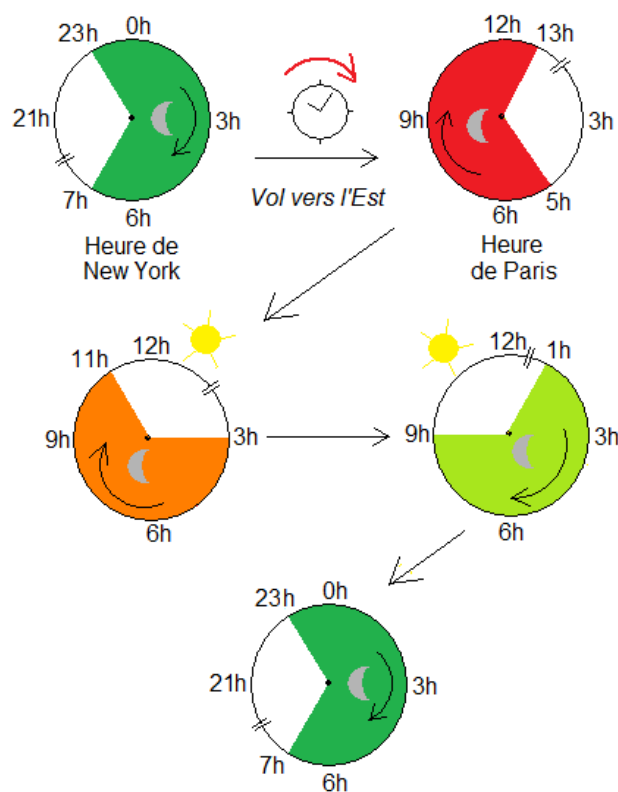 23h 0h
21h 3h
7h 6h
Heure de
New York
Vol vers l'Est
12h 13h
9h 3h
6h 5h
Heure
de Paris
11h 12h
9h 3h
6h
12h 1h
9h 3h
6h
23h 0h
21h 3h
7h 6h